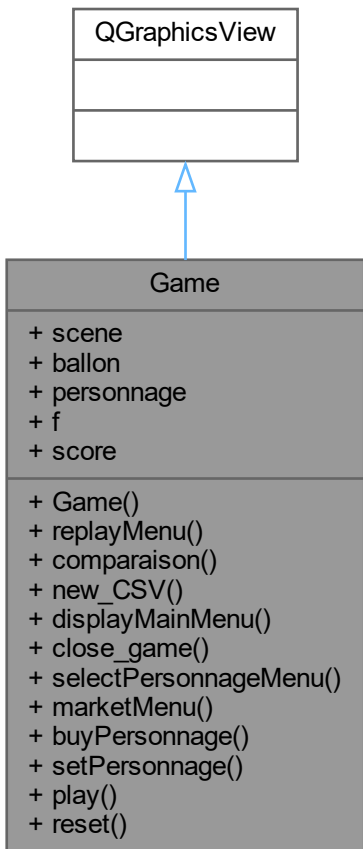 QGraphicsView
Game
+ scene
+ ballon
+ personnage
+ f
+ score
+ Game()
+ replayMenu()
+ comparaison()
+ new_CSV()
+ displayMainMenu()
+ close_game()
+ selectPersonnageMenu()
+ marketMenu()
+ buyPersonnage()
+ setPersonnage()
+ play()
+ reset()